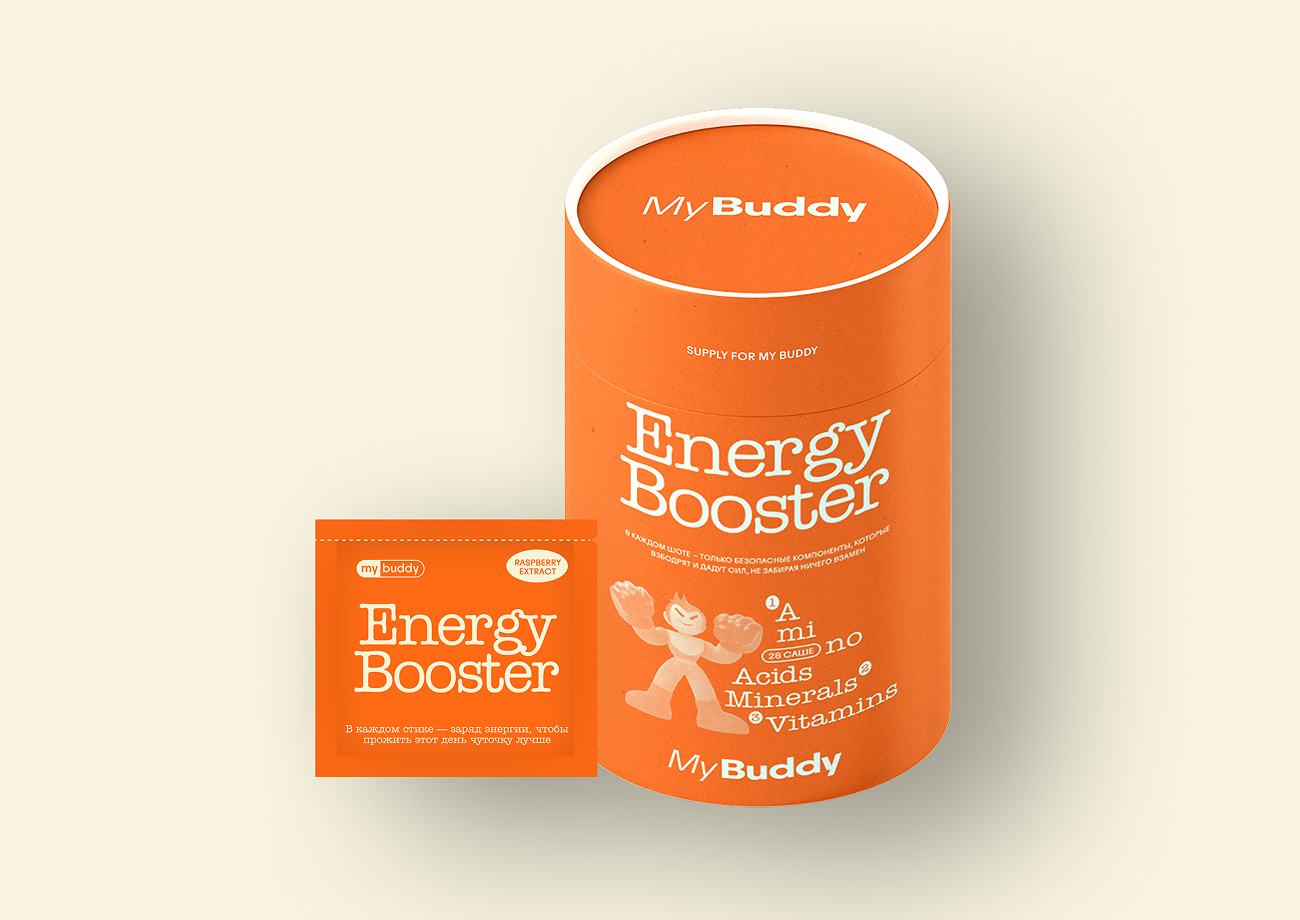 My Buddy
SUPPLY FOR MY BUDDY
Energy
Booster
В КАЖДОМ ШОТЕ – ТОЛЬКО БЕЗОПАСНЫЕ КОМПОНЕНТЫ, КОТОРЫЕ
ВЗБОДРЯТ И ДАДУТ СИЛ, НЕ ЗАБИРАЯ НИЧЕГО ВЗАМЕН
1 A
mi
28 САШЕ no
Acids
Minerals 2
3 Vitamins
My Buddy
my buddy
RASPBERRY
EXTRACT
Energy
Booster
В каждом стике — заряд энергии, чтобы
прожить этот день чуточку лучше